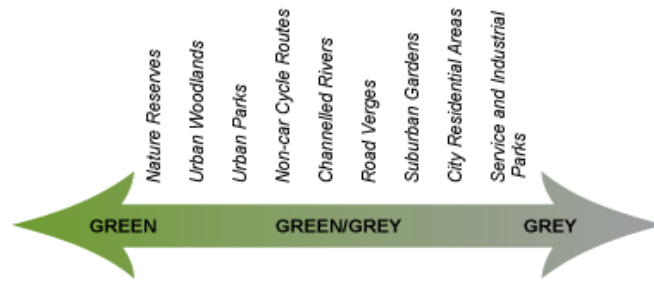 Nature Reserves
Urban Woodlands
Urban Parks
Non-car Cycle Routes
Channelled Rivers
Road Verges
Suburban Gardens
City Residential Areas
Service and Industrial
Parks
GREEN
GREEN/GREY
GREY